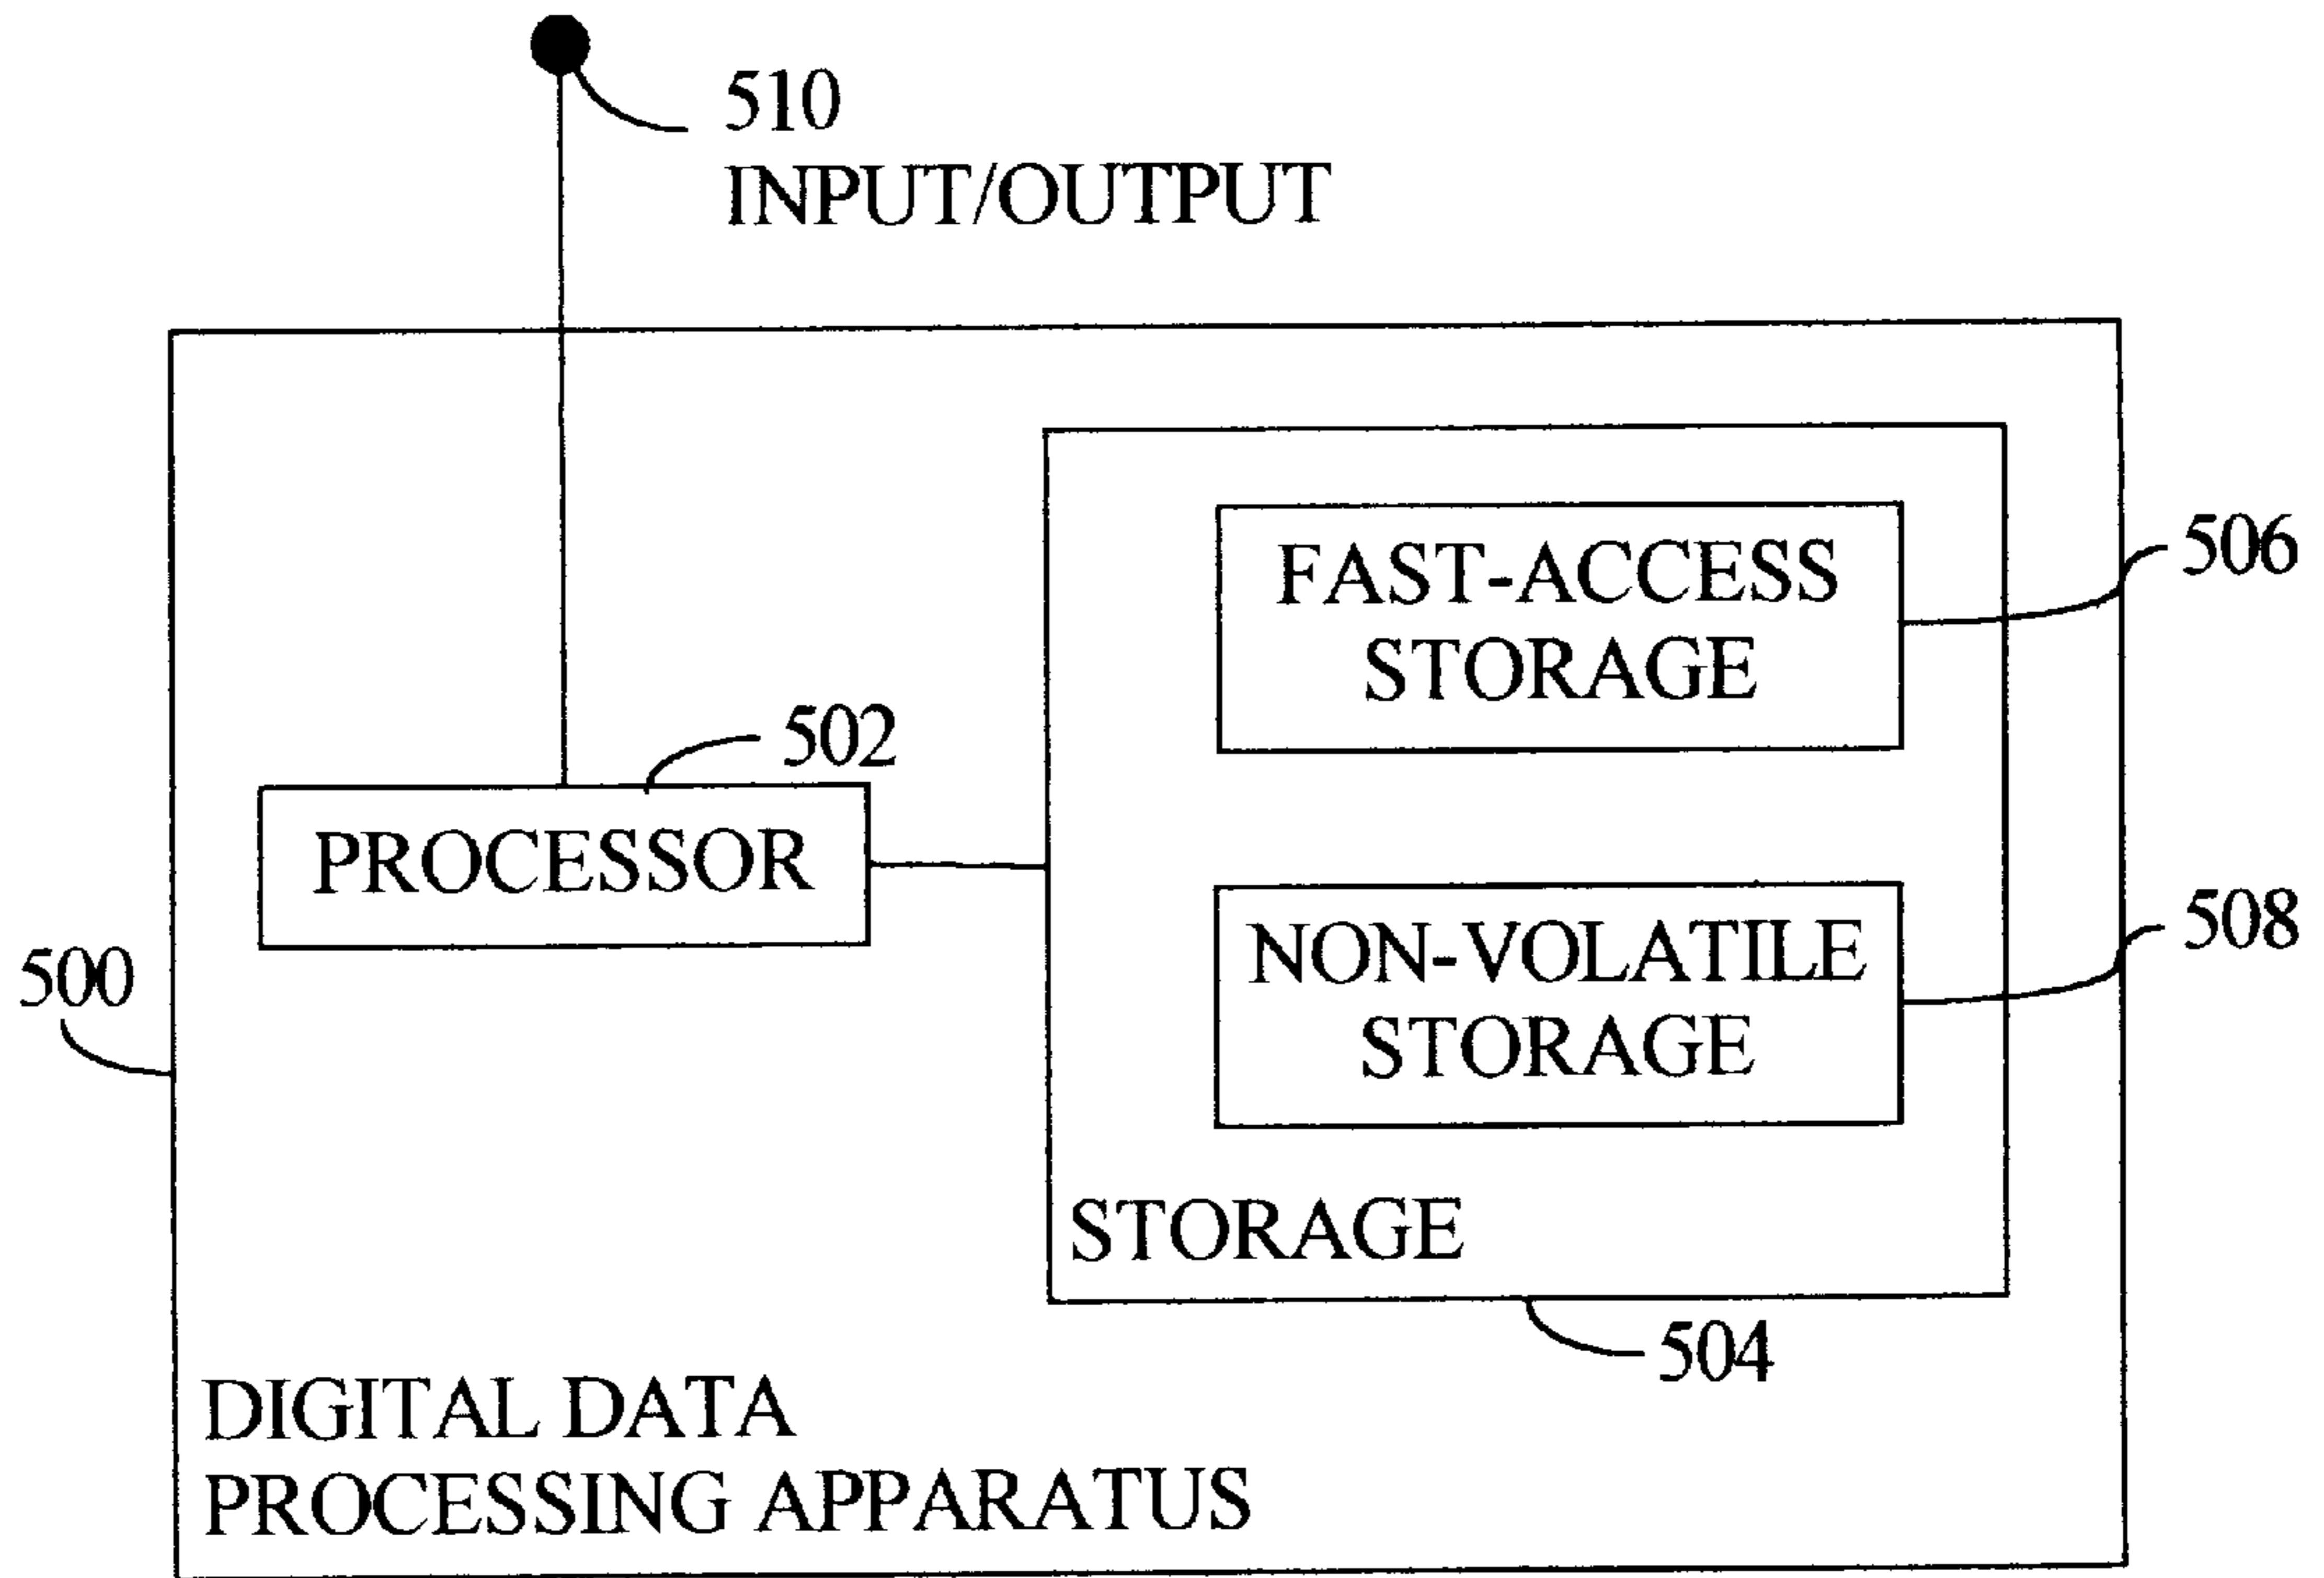 510
INPUT/OUTPUT
506
FAST-ACCESS
STORAGE
502
PROCESSOR
508
NON-VOLATILE
STORAGE
500
STORAGE
504
DIGITAL DATA
PROCESSING APPARATUS